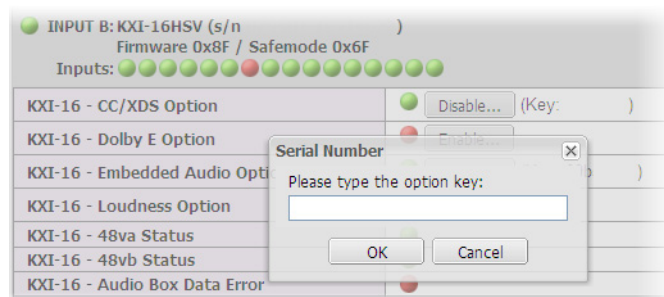 INPUT B: KXI-16HSV (s/n )
Firmware 0x8F / Safemode 0x6F
Inputs:
KXI-16 - CC/XDS Option Disable... (Key: )
KXI-16 - Dolby E Option Enable...
Serial Number
KXI-16 - Embedded Audio Opti )
Please type the option key:
KXI-16 - Loudness Option
KXI-16 - 48va Status
OK Cancel
KXI-16 - 48vb Status
KXI-16 - Audio Box Data Error